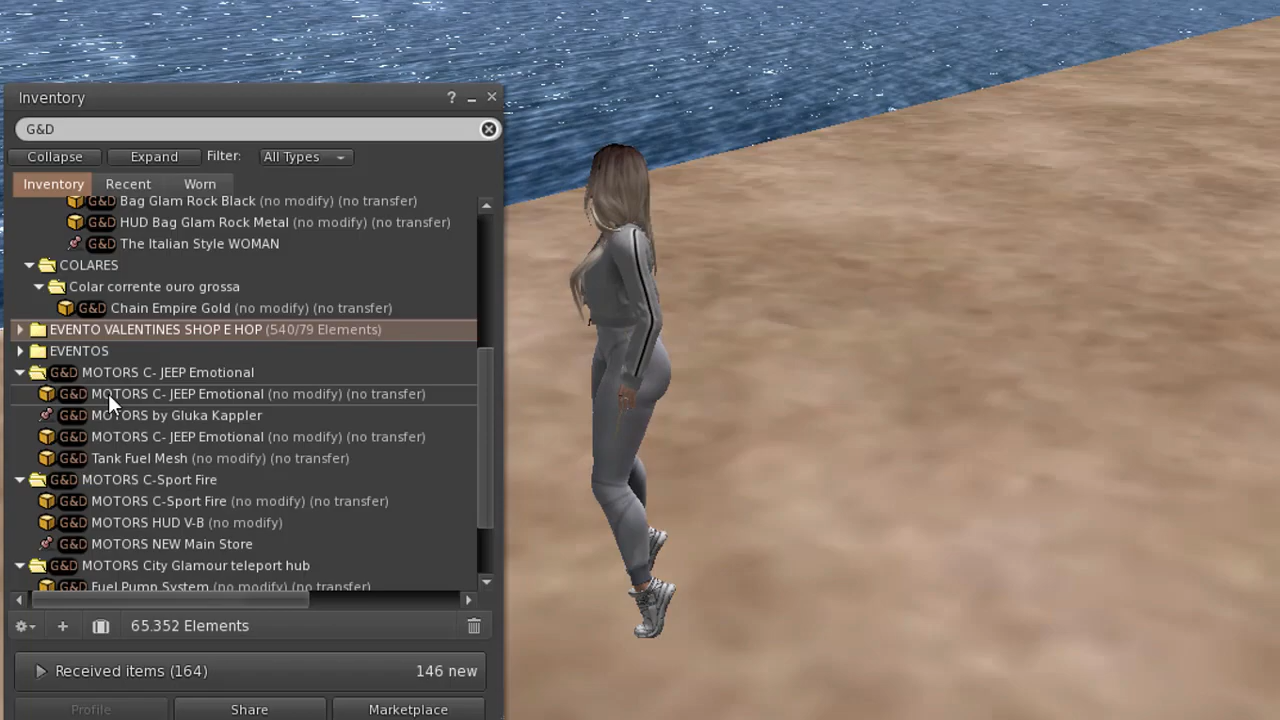 Inventory ? _ ×
G&D
Collapse Expand Filter: All Types
Inventory Recent Worn
G&D Bag Glam Rock Black (no modify) (no transfer)
G&D HUD Bag Glam Rock Metal (no modify) (no transfer)
G&D The Italian Style WOMAN
COLARES
Colar corrente ouro grossa
G&D Chain Empire Gold (no modify) (no transfer)
EVENTO VALENTINES SHOP E HOP (540/79 Elements)
EVENTOS
G&D MOTORS C- JEEP Emotional
G&D MOTORS C- JEEP Emotional (no modify) (no transfer)
G&D MOTORS by Gluka Kappler
G&D MOTORS C- JEEP Emotional (no modify) (no transfer)
G&D Tank Fuel Mesh (no modify) (no transfer)
G&D MOTORS C-Sport Fire
G&D MOTORS C-Sport Fire (no modify) (no transfer)
G&D MOTORS HUD V-B (no modify)
G&D MOTORS NEW Main Store
G&D MOTORS City Glamour teleport hub
G&D Fuel Pump System (no modify) (no transfer)
65.352 Elements
Received items (164) 146 new
Profile Share Marketplace